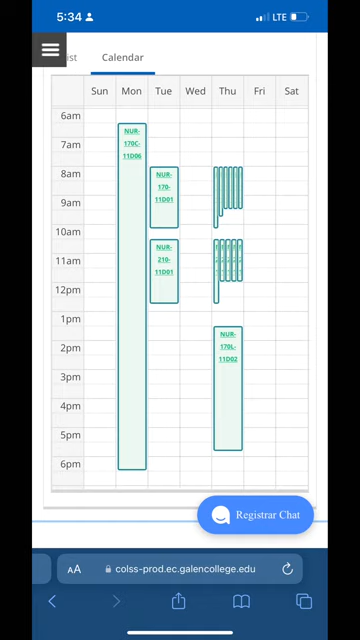 5:34
LTE
ist
Calendar
Sun Mon Tue Wed Thu Fri Sat
6am
7am
8am
9am
10am
11am
12pm
1pm
2pm
3pm
4pm
5pm
6pm
NUR-
170C-
11D06
NUR-
170-
11D01
NUR-
210-
11D01
NUR-
170L-
11D02
Registrar Chat
AA
colss-prod.ec.galencollege.edu